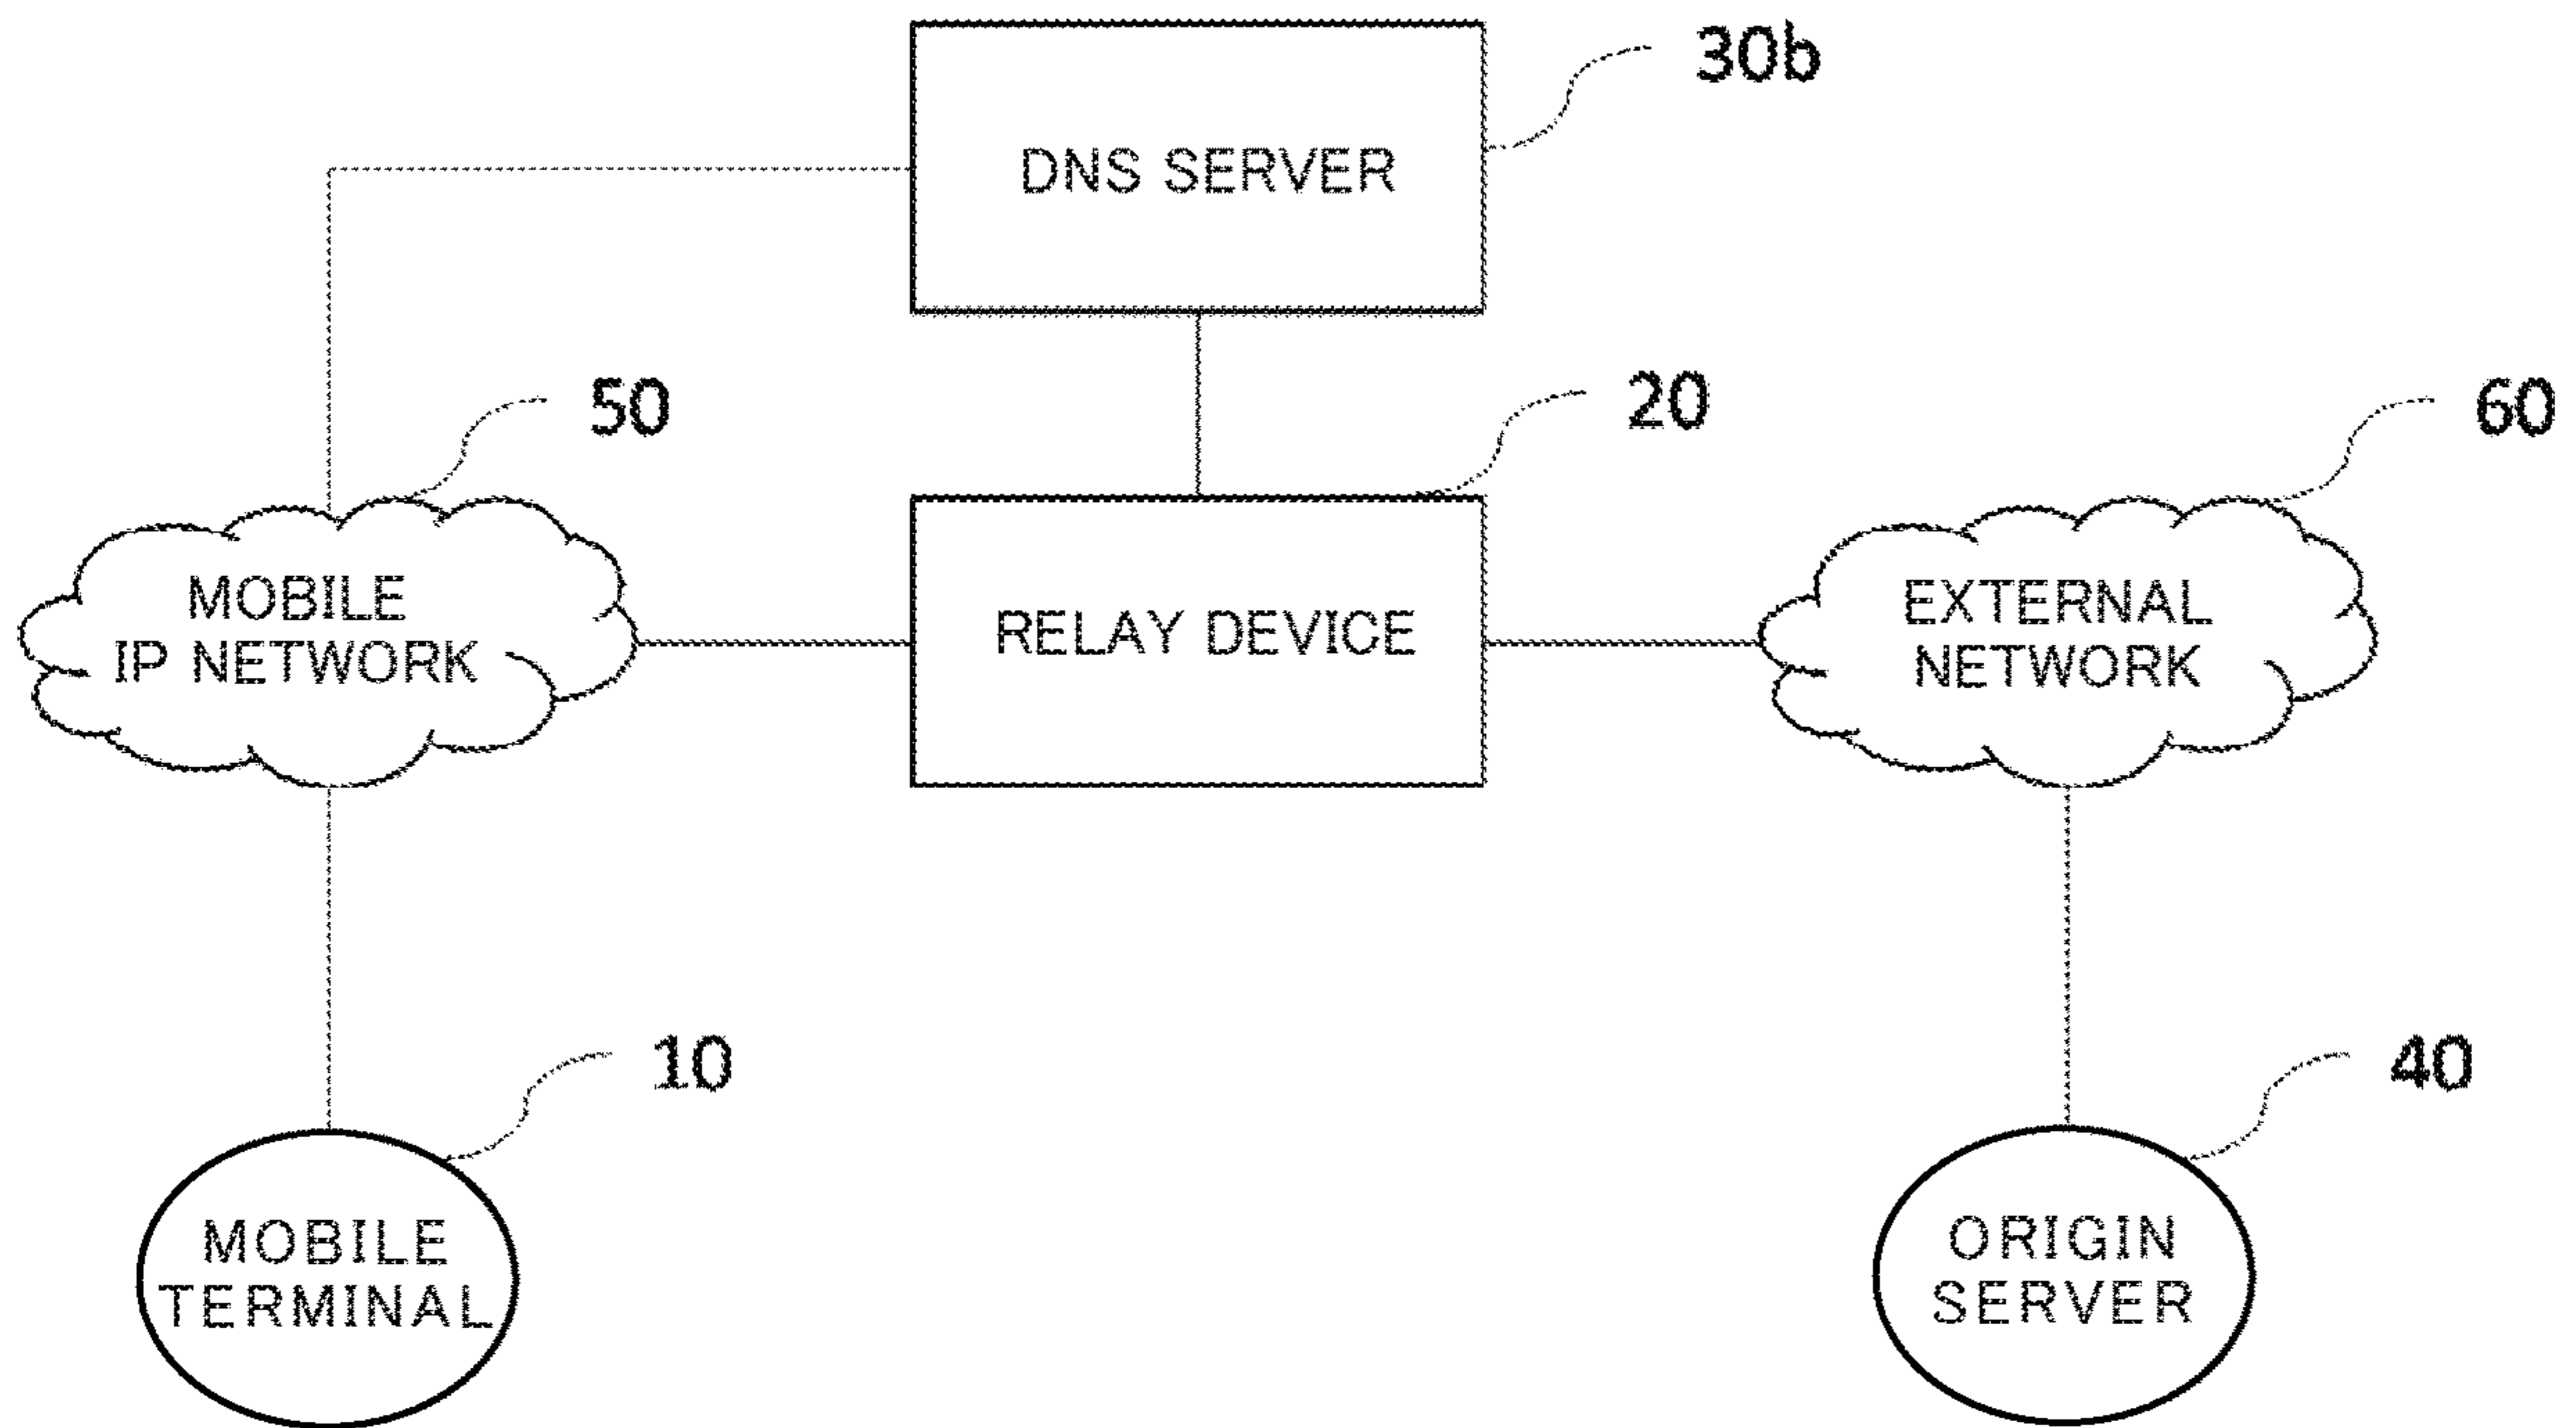 30b
DNS SERVER
50
20
60
MOBILE
IP NETWORK
RELAY DEVICE
EXTERNAL
NETWORK
10
40
MOBILE
TERMINAL
ORIGIN
SERVER